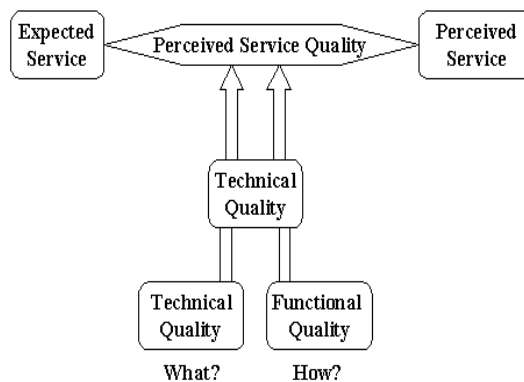 Expected
Service
Perceived Service Quality
Perceived
Service
Technical
Quality
Technical
Quality
Functional
Quality
What?
How?